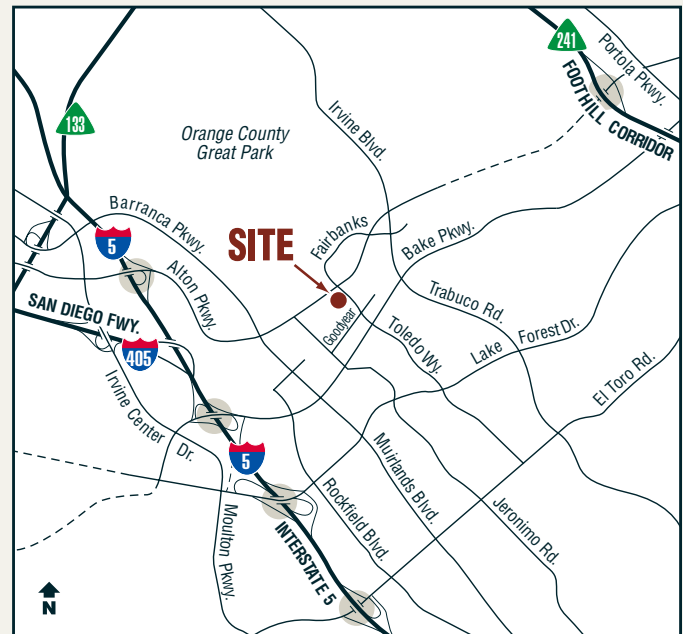 241
Portola Pkwy.
FOOTHILL CORRIDOR
133
Orange County
Great Park
Irvine Blvd.
Barranca Pkwy.
Fairbanks
5
SITE
Bake Pkwy.
Alton Pkwy.
Trabuco Rd.
SAN DIEGO FWY.
Goodyear
Toledo Wy.
Lake Forest Dr.
405
El Toro Rd.
Irvine Center Dr.
5
Muirlands Blvd.
Rockfield Blvd.
Jeronimo Rd.
Moulton Pkwy.
INTERSTATE 5
N